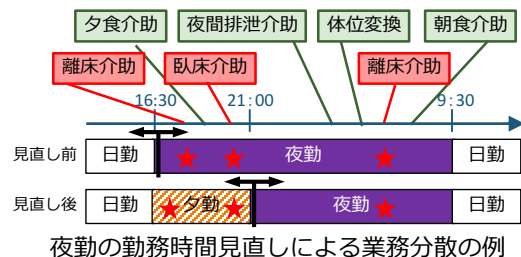 夕食介助 夜間排泄介助 体位変換 朝食介助
離床介助 臥床介助 離床介助
16:30 21:00 9:30
見直し前 日勤 夜勤 日勤
見直し後 日勤 夕勤 夜勤 日勤
夜勤の勤務時間見直しによる業務分散の例